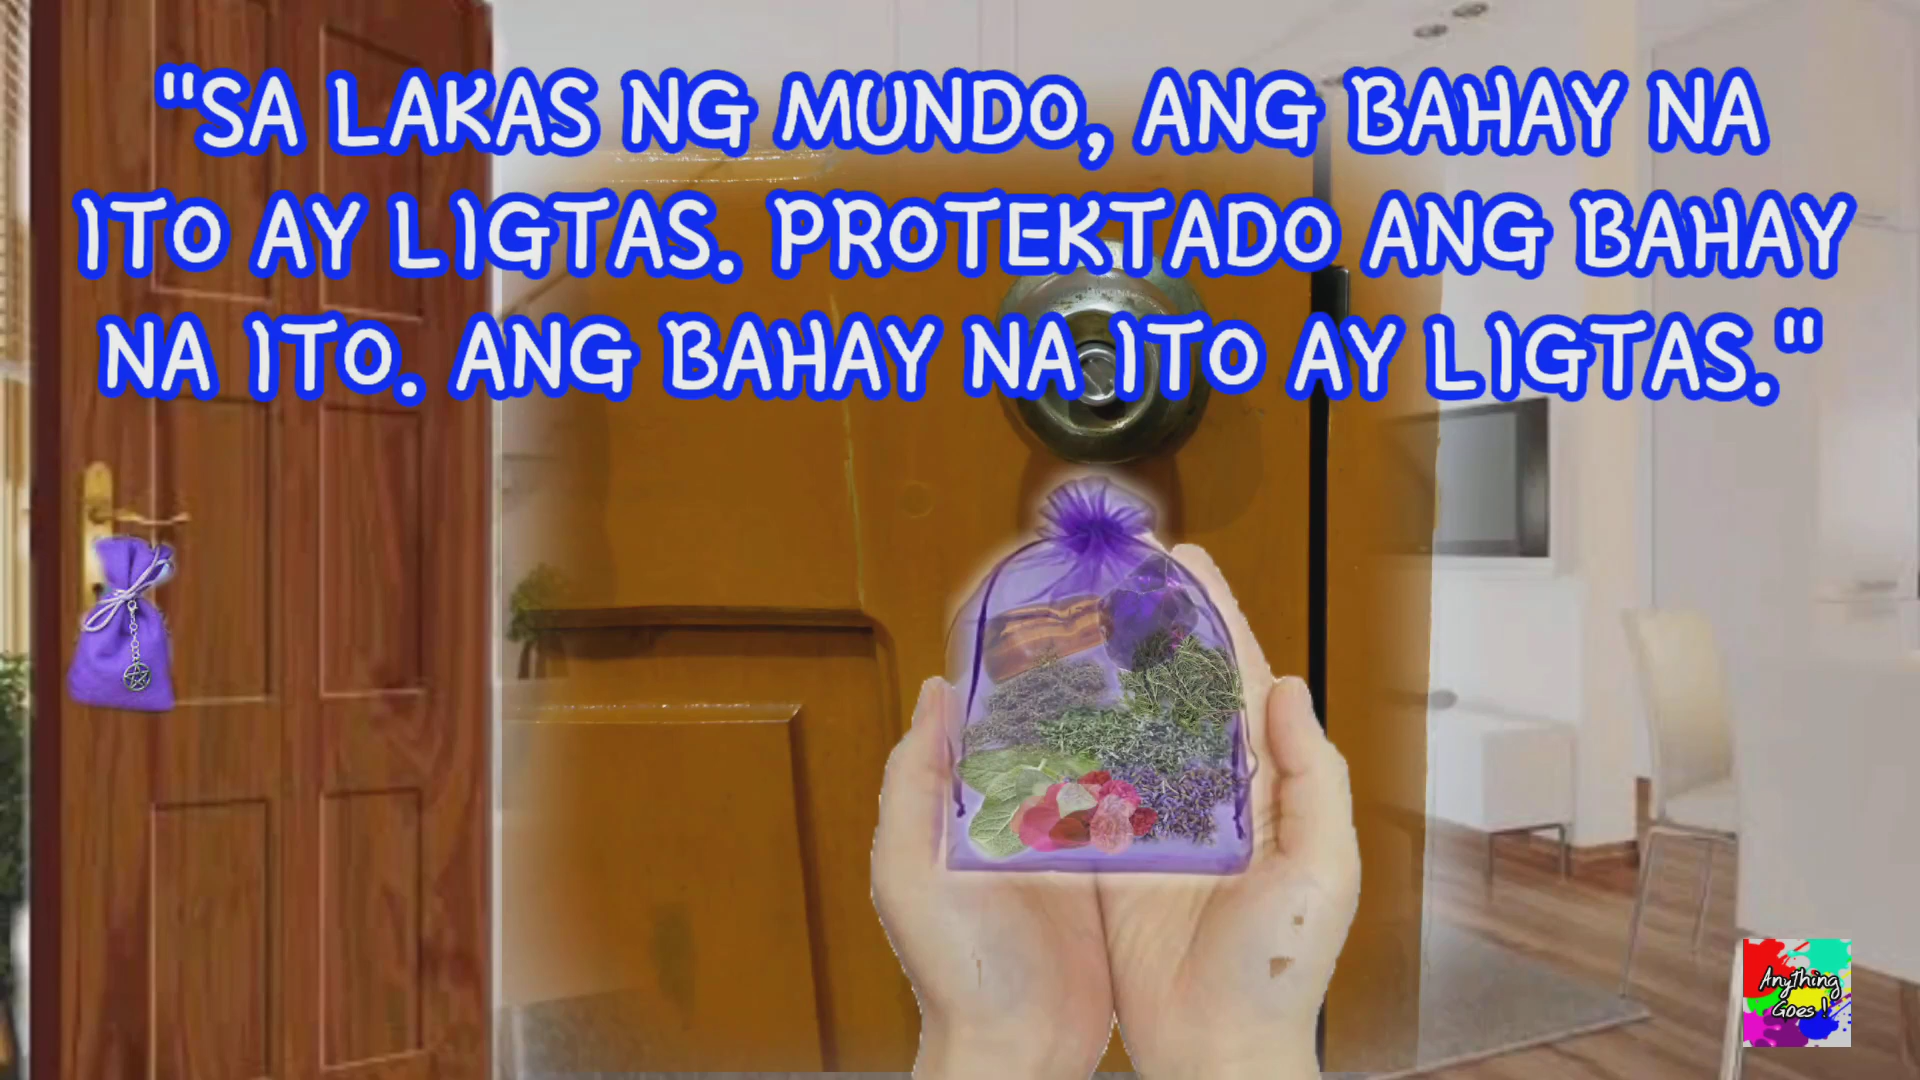 "SA LAKAS NG MUNDO, ANG BAHAY NA
ITO AY LIGTAS. PROTEKTADO ANG BAHAY
NA ITO. ANG BAHAY NA ITO AY LIGTAS."
Anything
Goes!